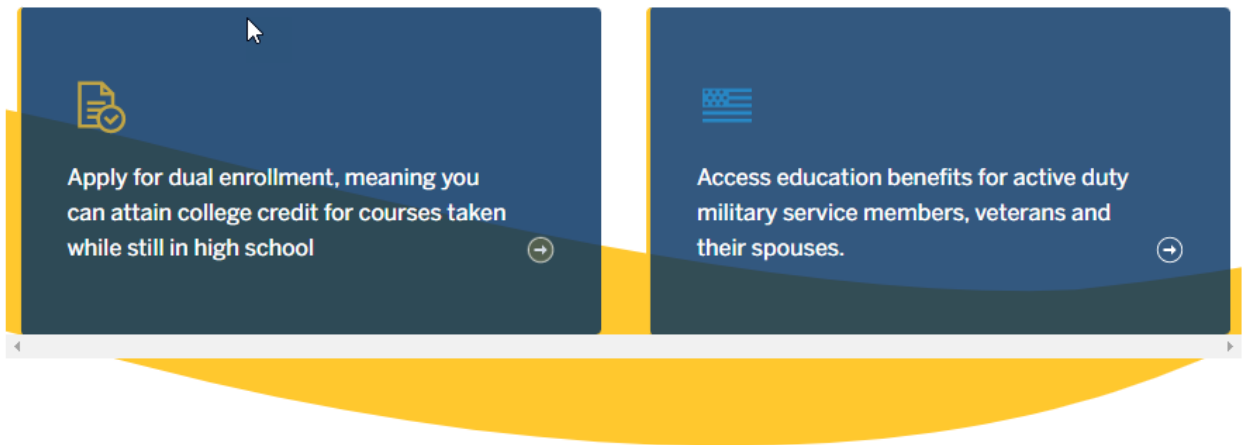 Apply for dual enrollment, meaning you
can attain college credit for courses taken
while still in high school
Access education benefits for active duty
military service members, veterans and
their spouses.